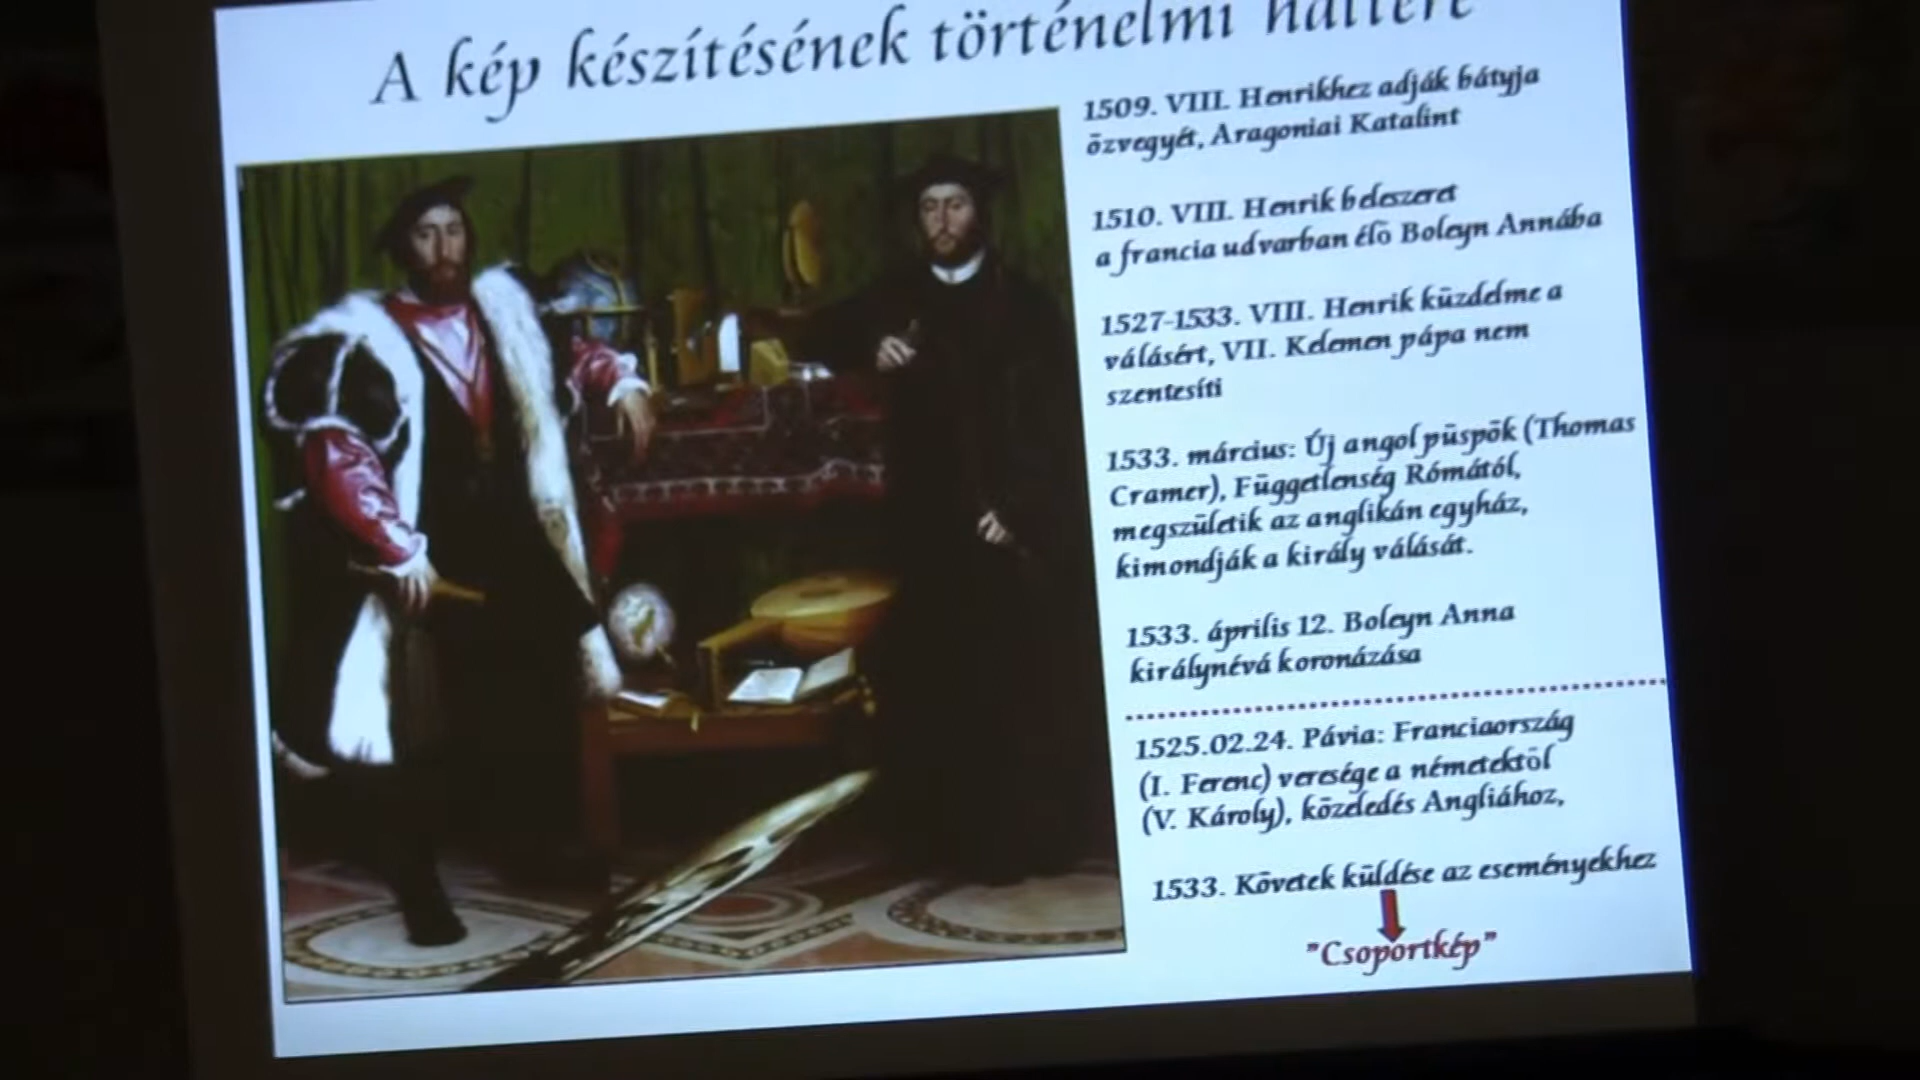 A kép készítésének történelmi háttere
1509. VIII. Henrikhez adják bátyja
özvegyét, Aragoniai Katalint
1510. VIII. Henrik beleszeret
a francia udvarban élö Boleyn Annába
1527-1533. VIII. Henrik küzdelme a
válásért, VII. Kelemen pápa nem
szentesíti
1533. március: Új angol püspök (Thomas
Cramer), Függetlenség Rómától,
megszületik az anglikán egyház,
kimondják a király válását.
1533. április 12. Boleyn Anna
királynévá koronázása
1525.02.24. Pávia: Franciaország
(I. Ferenc) veresége a németektöl
(V. Károly), közeledés Angliához,
1533. Követek küldése az eseményekhez
"Csoportkép"